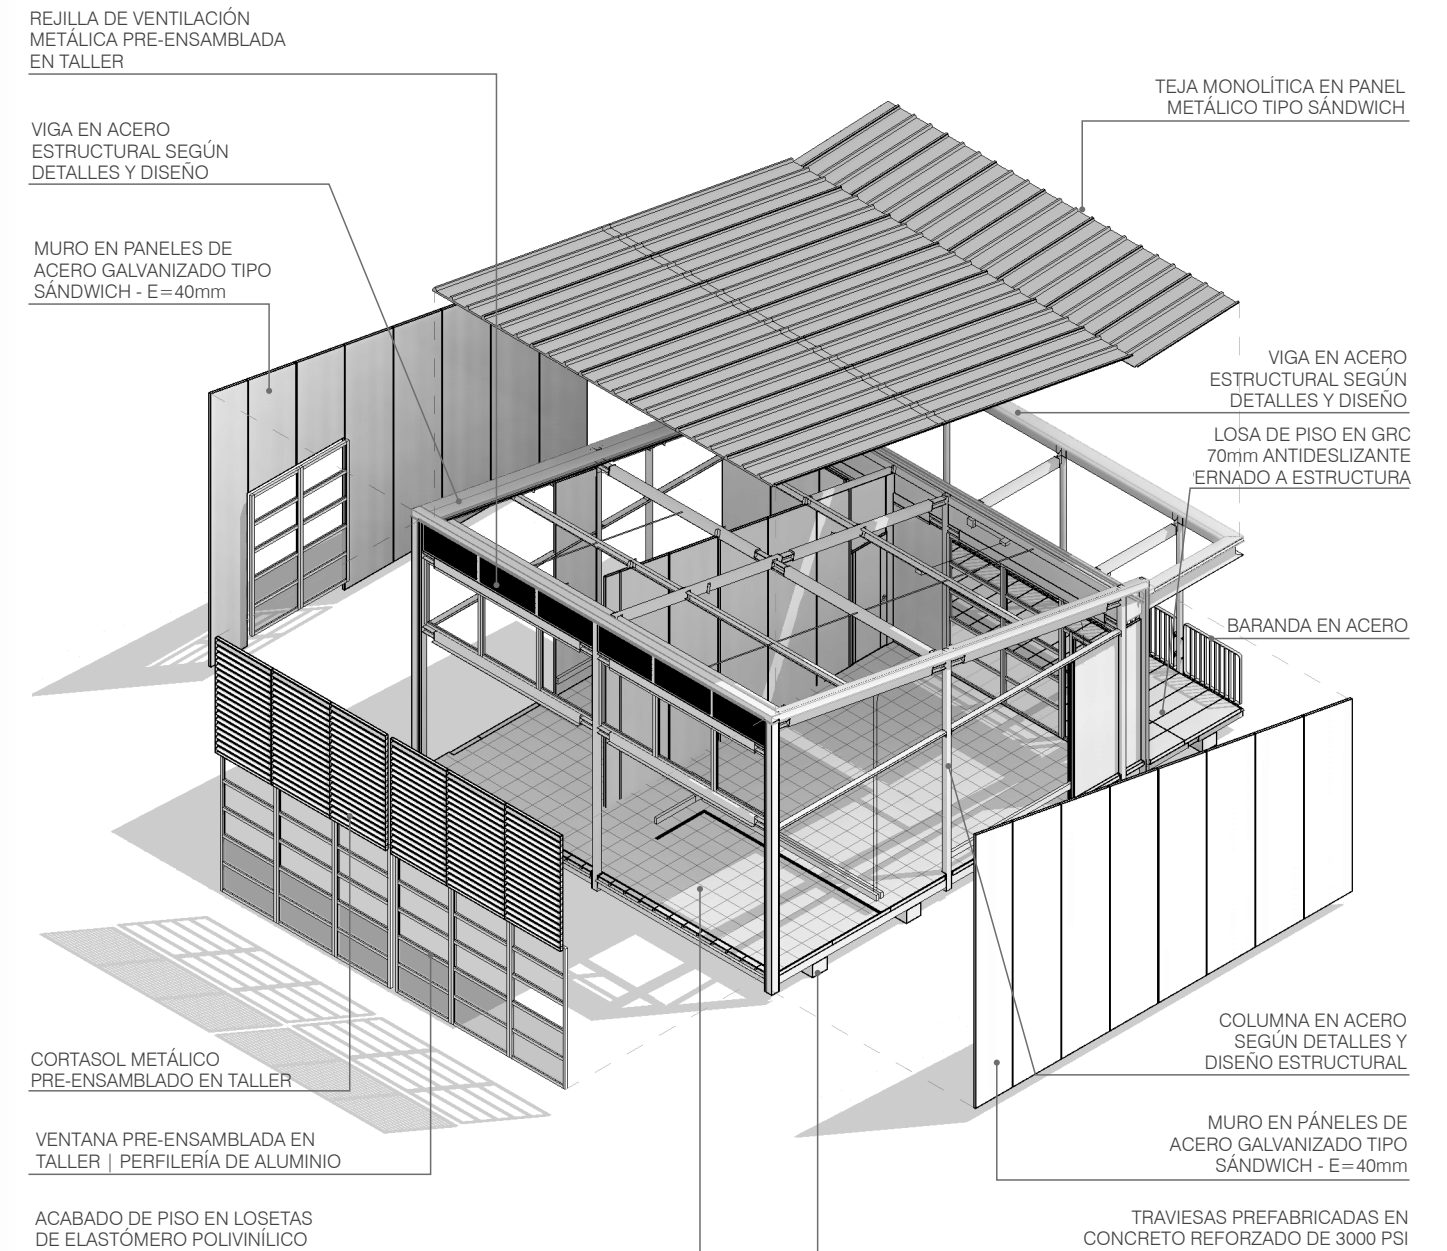 REJILLA DE VENTILACIÓN
METÁLICA PRE-ENSAMBLADA
EN TALLER
VIGA EN ACERO
ESTRUCTURAL SEGÚN
DETALLES Y DISEÑO
MURO EN PANELES DE
ACERO GALVANIZADO TIPO
SÁNDWICH - E=40mm
CORTASOL METÁLICO
PRE-ENSAMBLADO EN TALLER
VENTANA PRE-ENSAMBLADA EN
TALLER | PERFILERÍA DE ALUMINIO
ACABADO DE PISO EN LOSETAS
DE ELASTÓMERO POLIVINÍLICO
TEJA MONOLÍTICA EN PANEL
METÁLICO TIPO SÁNDWICH
VIGA EN ACERO
ESTRUCTURAL SEGÚN
DETALLES Y DISEÑO
LOSA DE PISO EN GRC
70mm ANTIDESLIZANTE
ERNADO A ESTRUCTURA
BARANDA EN ACERO
COLUMNA EN ACERO
SEGÚN DETALLES Y
DISEÑO ESTRUCTURAL
MURO EN PÁNELES DE
ACERO GALVANIZADO TIPO
SÁNDWICH - E=40mm
TRAVIESAS PREFABRICADAS EN
CONCRETO REFORZADO DE 3000 PSI